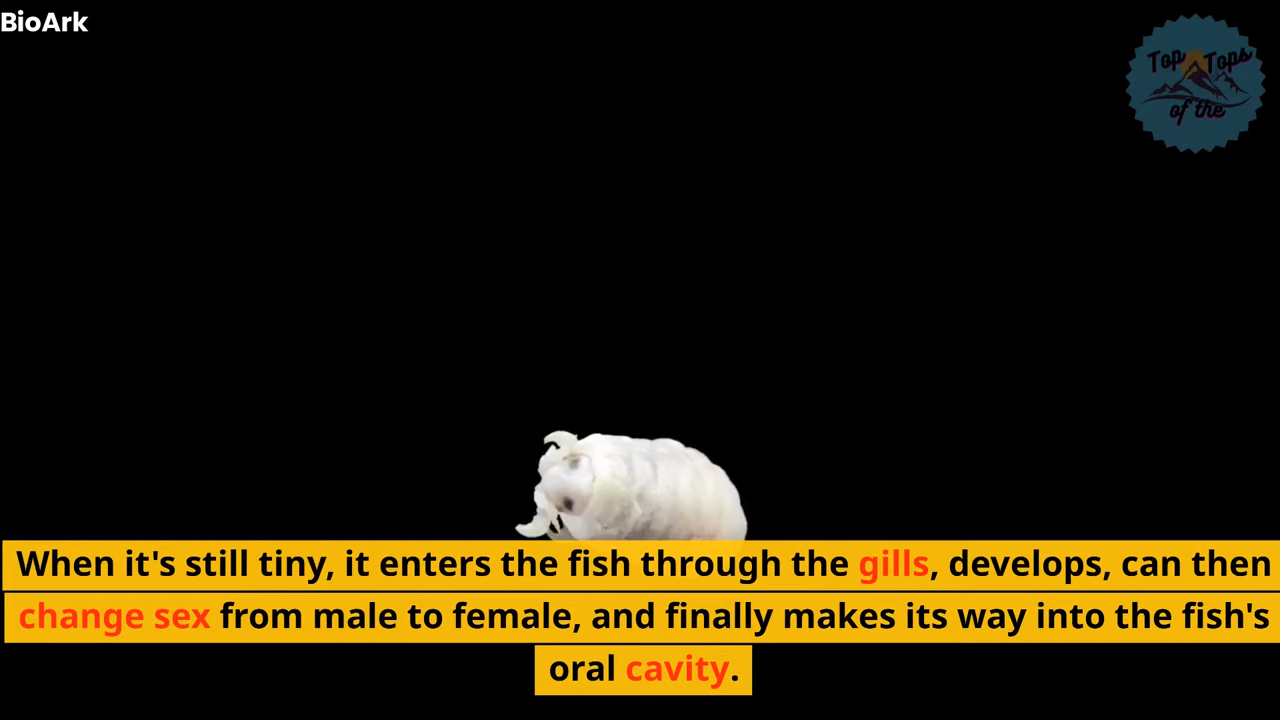 BioArk
Top Tops
of the
When it's still tiny, it enters the fish through the gills, develops, can then
change sex from male to female, and finally makes its way into the fish's
oral cavity.